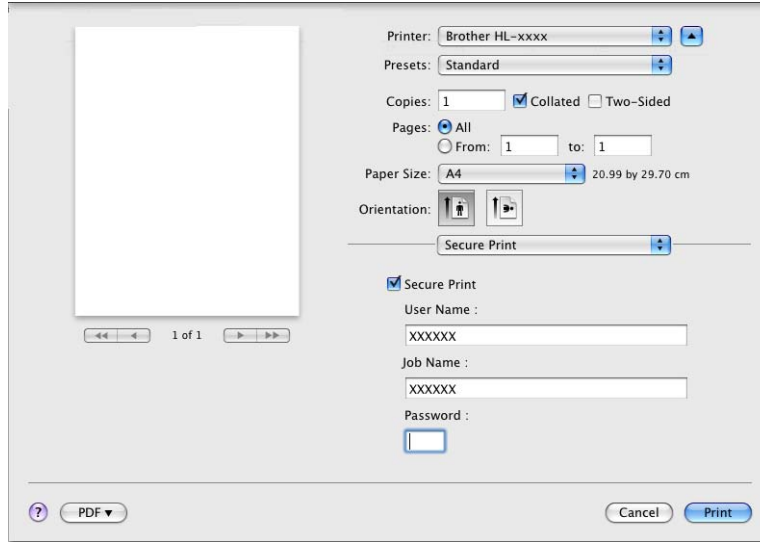 Printer: Brother HL-xxxx
Presets: Standard
Copies: 1 Collated Two-Sided
Pages: All
From: 1 to: 1
Paper Size: A4 20.99 by 29.70 cm
Orientation:
Secure Print
Secure Print
User Name :
XXXXXX
Job Name :
XXXXXX
Password :
1 of 1
? PDF▼ Cancel Print